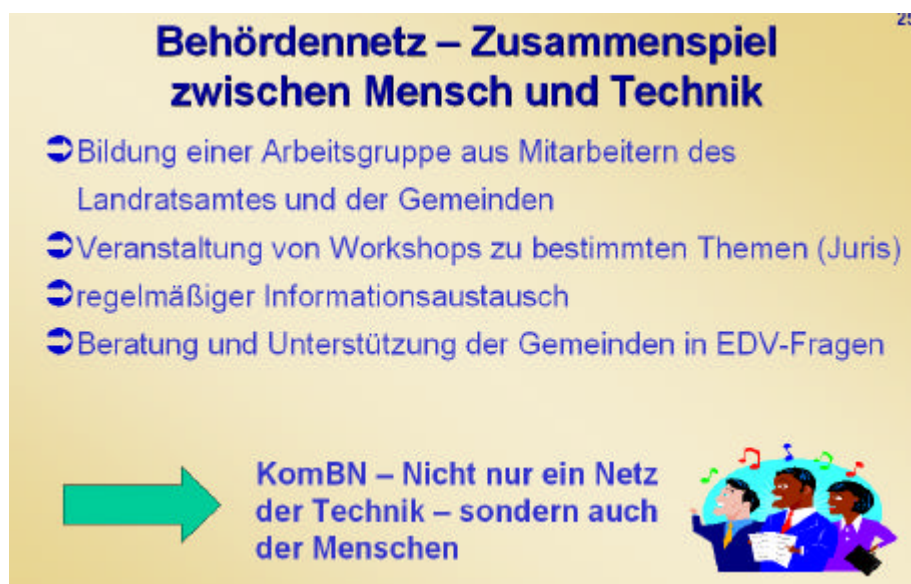 25
Behördennetz – Zusammenspiel
zwischen Mensch und Technik
➲Bildung einer Arbeitsgruppe aus Mitarbeitern des
Landratsamtes und der Gemeinden
➲Veranstaltung von Workshops zu bestimmten Themen (Juris)
➲regelmäßiger Informationsaustausch
➲Beratung und Unterstützung der Gemeinden in EDV-Fragen
KomBN – Nicht nur ein Netz
der Technik – sondern auch
der Menschen